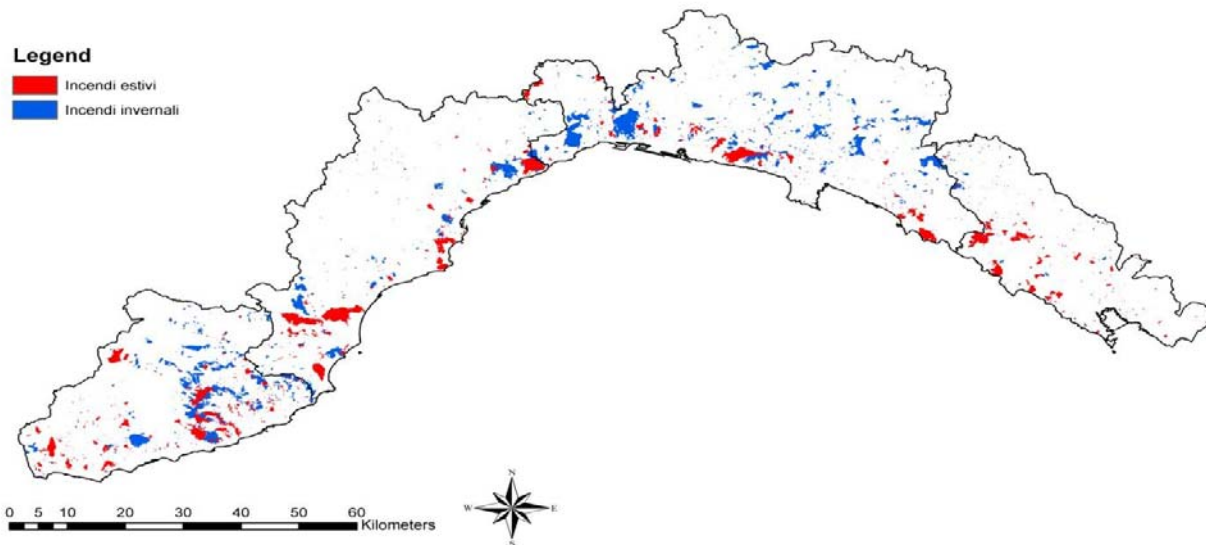 Legend
Incendi estivi
Incendi invernali
N
W E
S
0 5 10 20 30 40 50 60 Kilometers